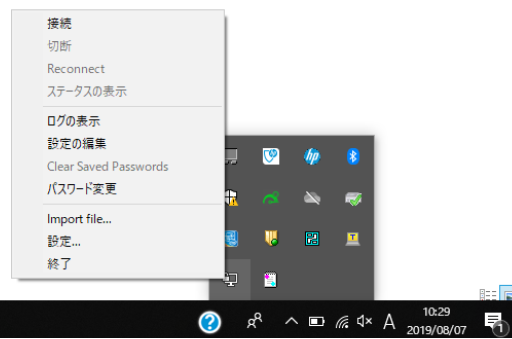 接続
切断
Reconnect
ステータスの表示
ログの表示
設定の編集
Clear Saved Passwords
パスワード変更
Import file...
設定...
終了
hp
?
A
10:29
2019/08/07
1